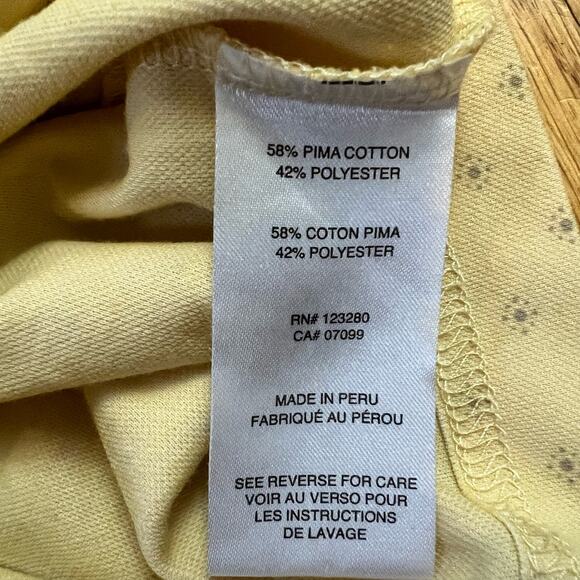 58% PIMA COTTON
42% POLYESTER
58% COTON PIMA
42% POLYESTER
RN# 123280
CA# 07099
MADE IN PERU
FABRIQUÉ AU PÉROU
SEE REVERSE FOR CARE
VOIR AU VERSO POUR
LES INSTRUCTIONS
DE LAVAGE